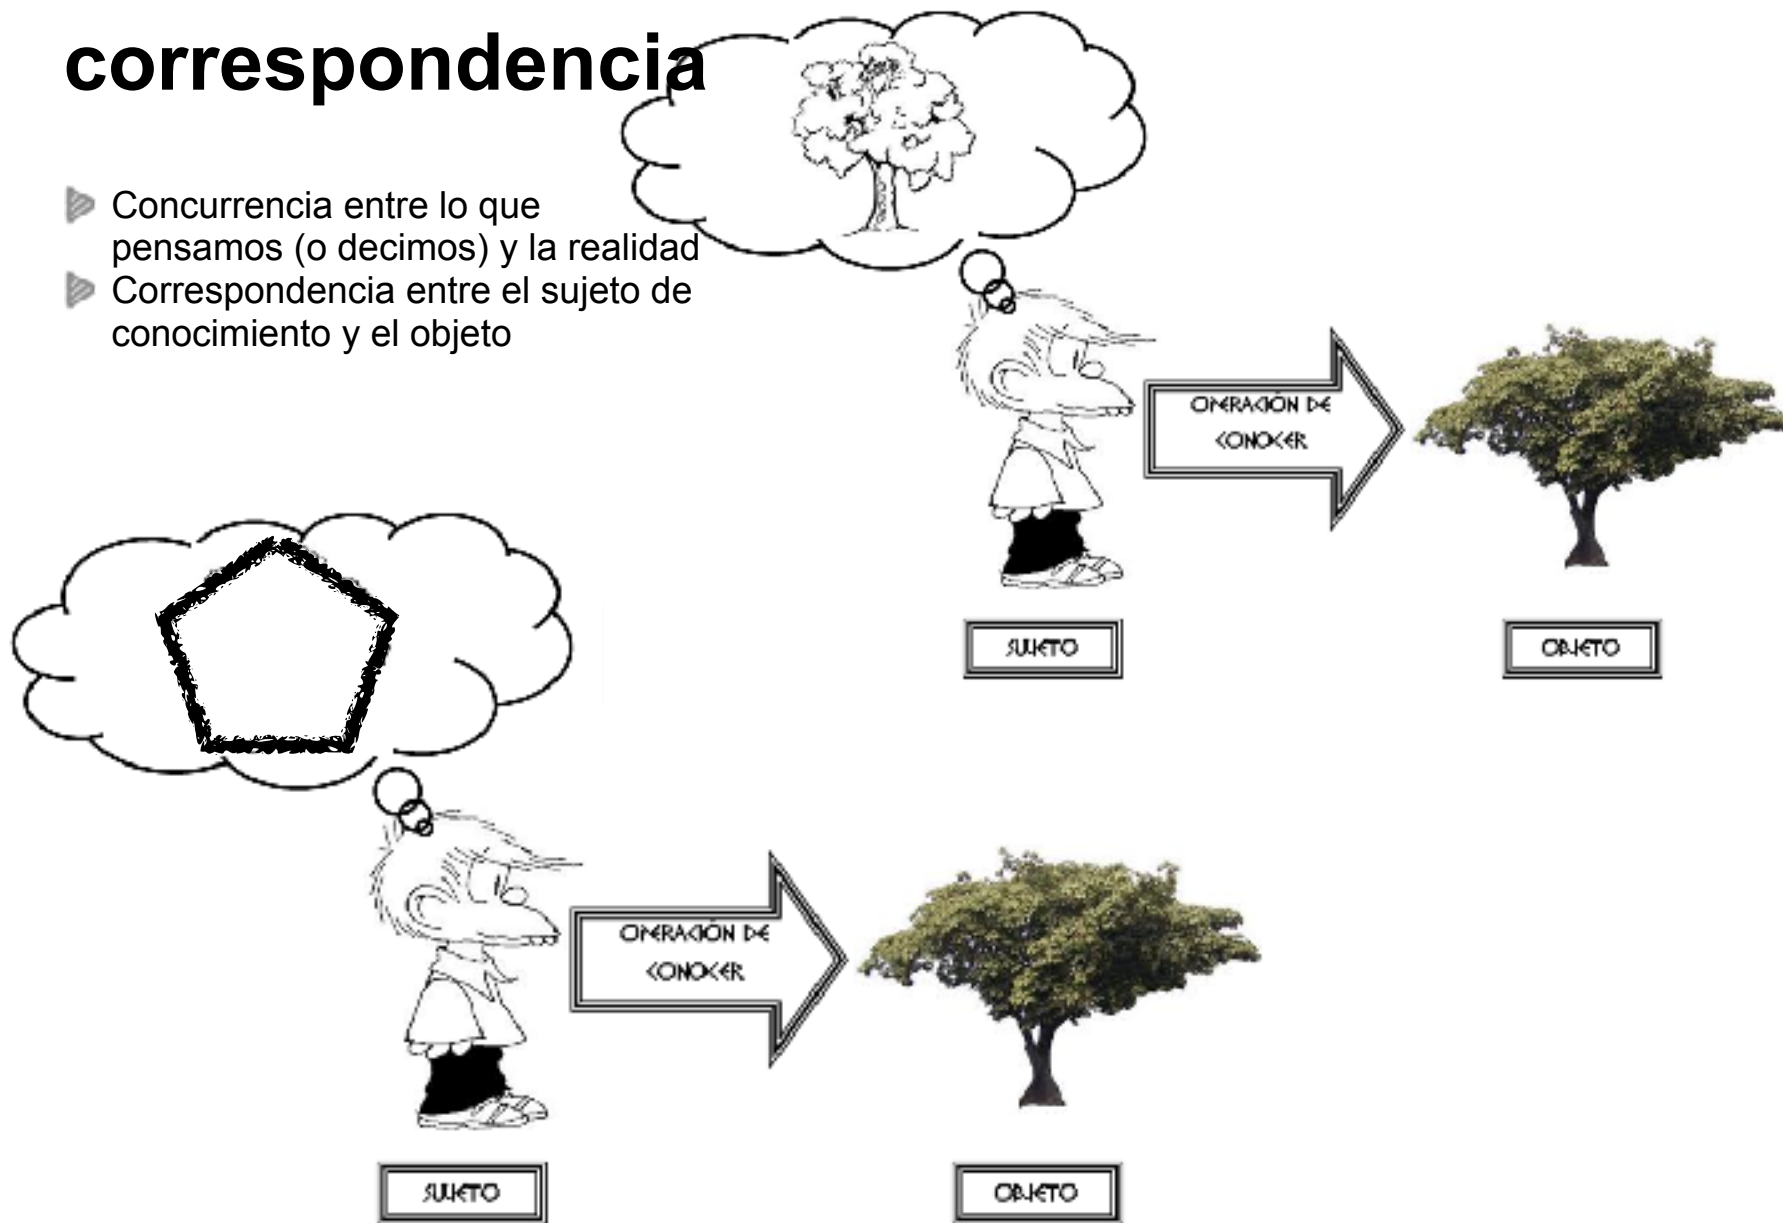 correspondencia
Concurrencia entre lo que
pensamos (o decimos) y la realidad
Correspondencia entre el sujeto de
conocimiento y el objeto
OPERACIÓN DE
CONOCER
SUJETO
OBJETO
OPERACIÓN DE
CONOCER
SUJETO
OBJETO